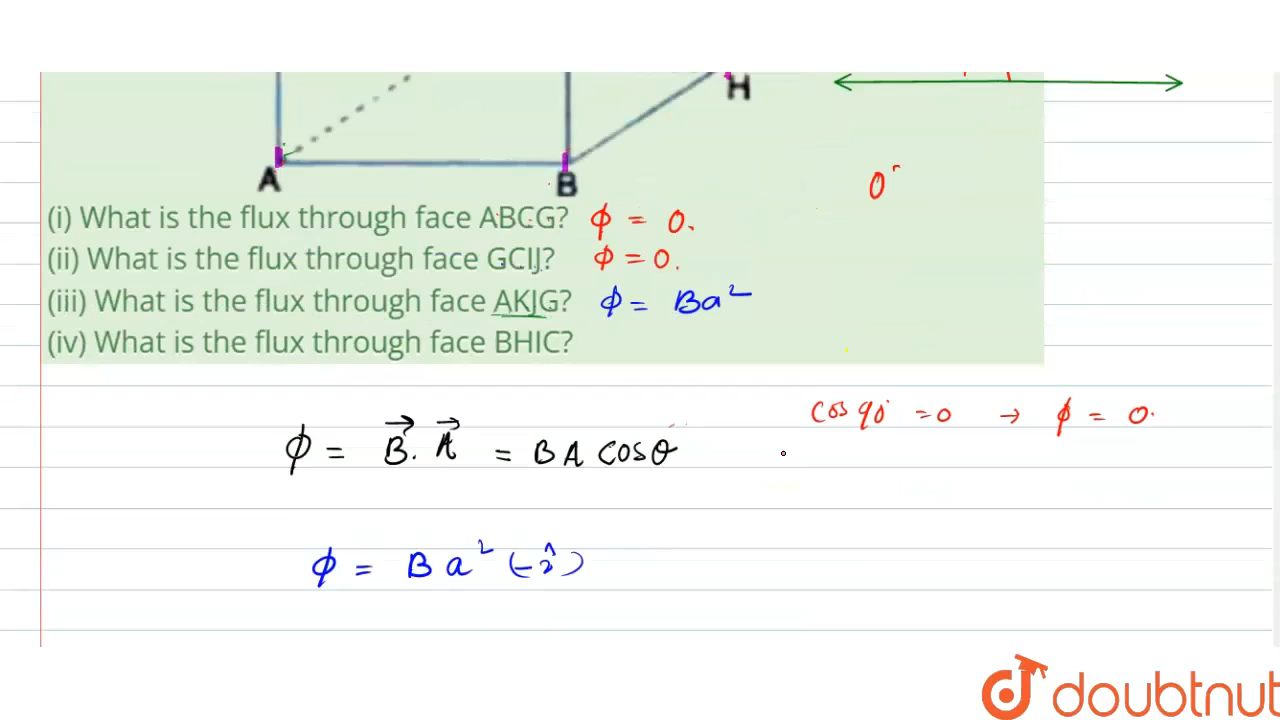 H
A
B
0°
(i) What is the flux through face ABCG? ϕ = 0.
(ii) What is the flux through face GCIJ? ϕ = 0.
(iii) What is the flux through face AKJG? ϕ = Ba²
(iv) What is the flux through face BHIC?
cos 90° = 0 → ϕ = 0.
ϕ = B⃗. A⃗ = BA cosθ
ϕ = Ba² (-î)
doubtnut